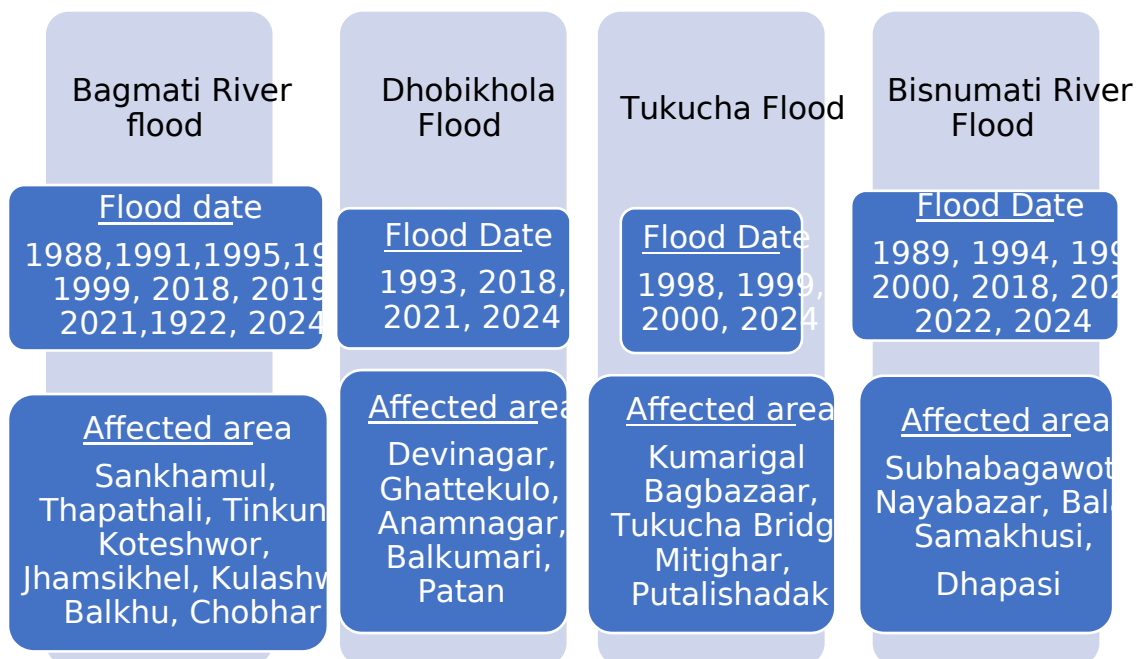 Bagmati River
flood
Flood date
1988,1991,1995,19
1999, 2018, 2019
2021,1922, 2024
Affected area
Sankhamul,
Thapathali, Tinkun
Koteshwor,
Jhamsikhel, Kulashw
Balkhu, Chobhar
Dhobikhola
Flood
Flood Date
1993, 2018,
2021, 2024
Affected area
Devinagar,
Ghattekulo,
Anamnagar,
Balkumari,
Patan
Tukucha Flood
Flood Date
1998, 1999,
2000, 2024
Affected area
Kumarigal
Bagbazaar,
Tukucha Bridg
Mitighar,
Putalishadak
Bisnumati River
Flood
Flood Date
1989, 1994, 199
2000, 2018, 202
2022, 2024
Affected area
Subhabagawot
Nayabazar, Bala
Samakhusi,
Dhapasi